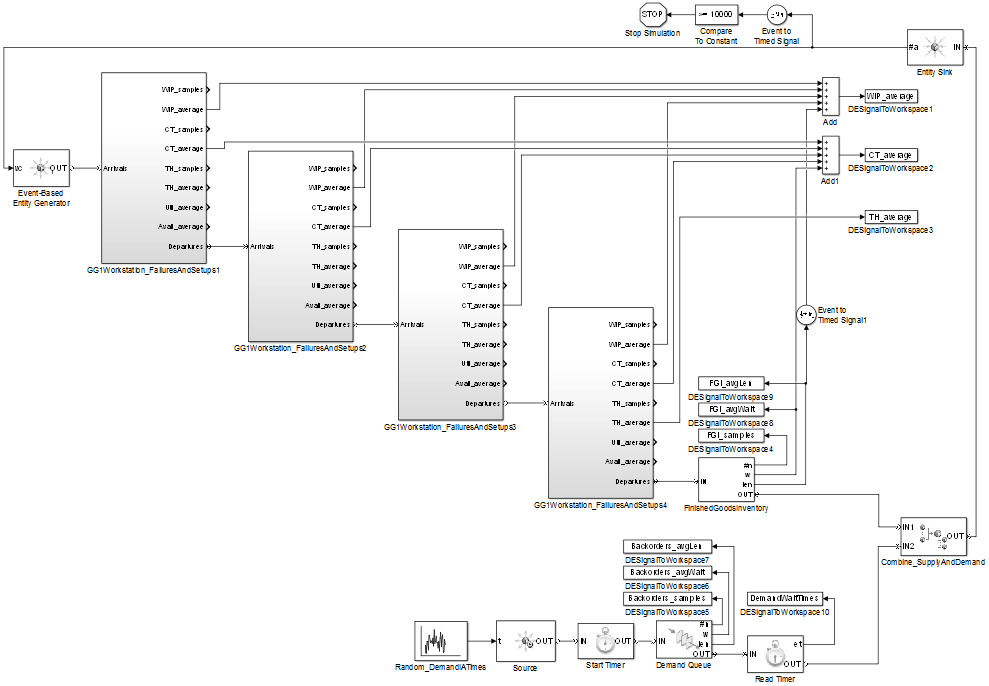 STOP
Stop Simulation
>= 10000
Compare
To Constant
Event to
Timed Signal
#a
IN
Entity Sink
vc
OUT
Event-Based
Entity Generator
Arrivals
WIP_samples
WIP_average
CT_samples
CT_average
TH_samples
TH_average
Util_average
Avail_average
Departures
GG1Workstation_FailuresAndSetups1
Arrivals
WIP_samples
WIP_average
CT_samples
CT_average
TH_samples
TH_average
Util_average
Avail_average
Departures
GG1Workstation_FailuresAndSetups2
Arrivals
WIP_samples
WIP_average
CT_samples
CT_average
TH_samples
TH_average
Util_average
Avail_average
Departures
GG1Workstation_FailuresAndSetups3
Arrivals
WIP_samples
WIP_average
CT_samples
CT_average
TH_samples
TH_average
Util_average
Avail_average
Departures
GG1Workstation_FailuresAndSetups4
Add
WIP_average
DESignalToWorkspace1
Add1
CT_average
DESignalToWorkspace2
TH_average
DESignalToWorkspace3
Event to
Timed Signal1
FGI_avgLen
DESignalToWorkspace9
FGI_avgWait
DESignalToWorkspace8
FGI_samples
DESignalToWorkspace4
IN
#n
w
len
OUT
FinishedGoodsInventory
IN1
IN2
OUT
Combine_SupplyAndDemand
Backorders_avgLen
DESignalToWorkspace7
Backorders_avgWait
DESignalToWorkspace6
Backorders_samples
DESignalToWorkspace5
DemandWaitTimes
DESignalToWorkspace10
Random_DemandIATimes
t
OUT
Source
IN
OUT
Start Timer
IN
#n
w
len
OUT
Demand Queue
IN
et
OUT
Read Timer